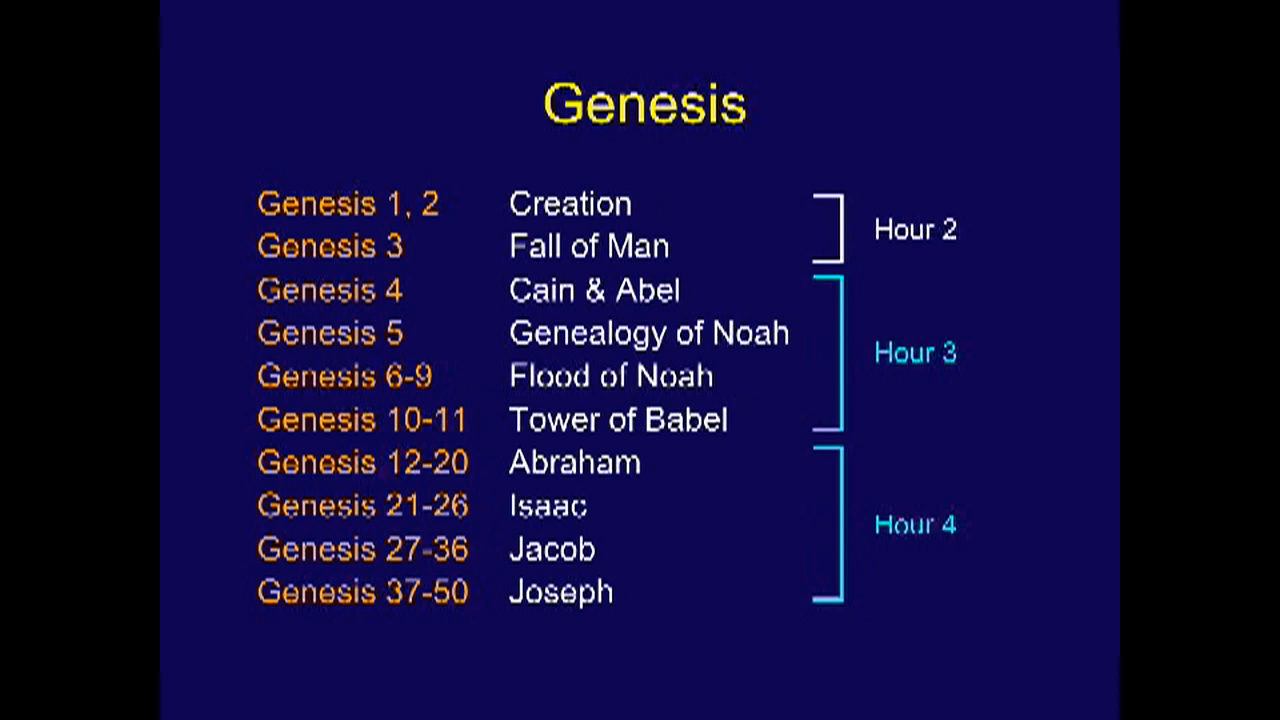 Genesis
Genesis 1, 2 Creation
Genesis 3 Fall of Man
Hour 2
Genesis 4 Cain & Abel
Genesis 5 Genealogy of Noah
Genesis 6-9 Flood of Noah
Genesis 10-11 Tower of Babel
Hour 3
Genesis 12-20 Abraham
Genesis 21-26 Isaac
Genesis 27-36 Jacob
Genesis 37-50 Joseph
Hour 4